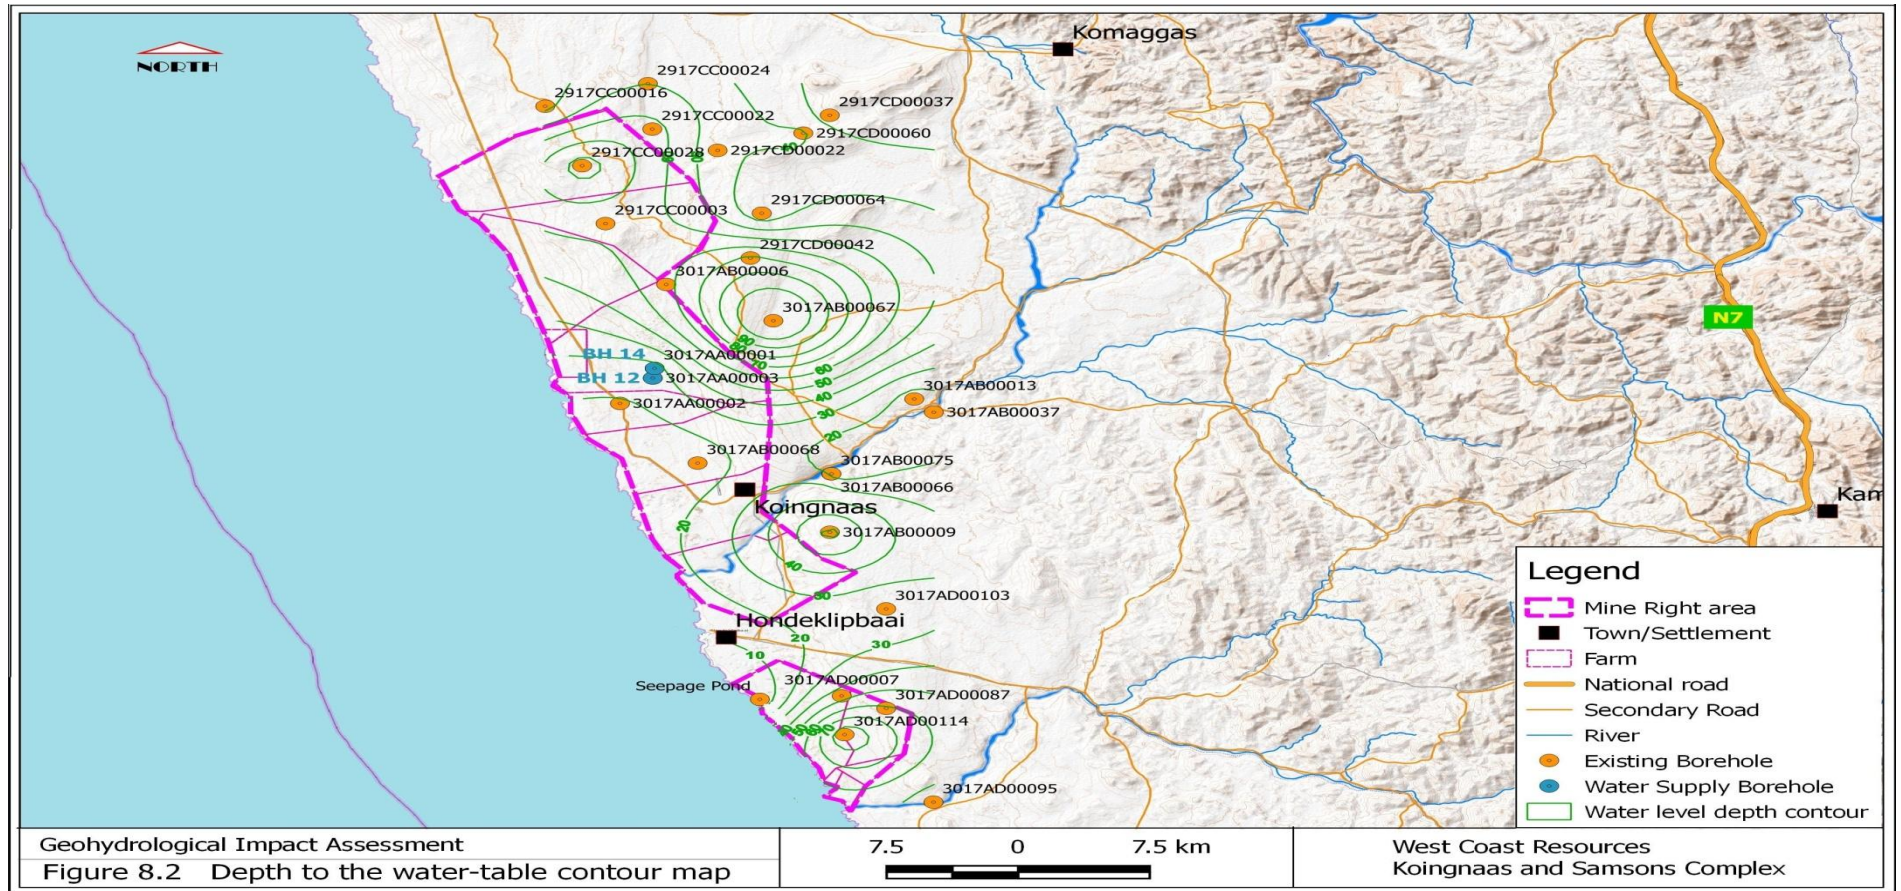 NORTH
Komaggas
2917CC00024
2917CC00016
2917CD00037
2917CC00022
2917CD00060
40
2917CC00028
2917CD00022
2917CD00064
2917CC00003
2917CD00042
3017AB00006
3017AB00067
N7
90
80
70
BH 14
3017AA00001
60
BH 12
3017AA00003
50
3017AB00013
40
3017AA00002
30
3017AB00037
20
3017AB00068
3017AB00075
3017AB00066
Koingnaas
Kam
20
3017AB00009
40
30
3017AD00103
Hondeklipbaai
20
30
10
3017AD00007
Seepage Pond
3017AD00087
3017AD00114
70
3017AD00095
Legend
Mine Right area
Town/Settlement
Farm
National road
Secondary Road
River
Existing Borehole
Water Supply Borehole
Water level depth contour
Geohydrological Impact Assessment
Figure 8.2 Depth to the water-table contour map
7.5 0 7.5 km
West Coast Resources
Koingnaas and Samsons Complex